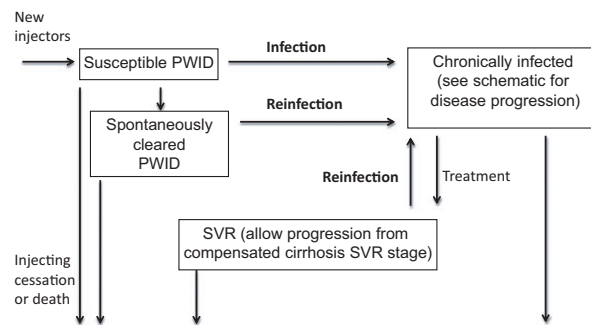 New
injectors
Susceptible PWID
Infection
Chronically infected
(see schematic for
disease progression)
Reinfection
Spontaneously
cleared
PWID
Reinfection
Treatment
SVR (allow progression from
compensated cirrhosis SVR stage)
Injecting
cessation
or death